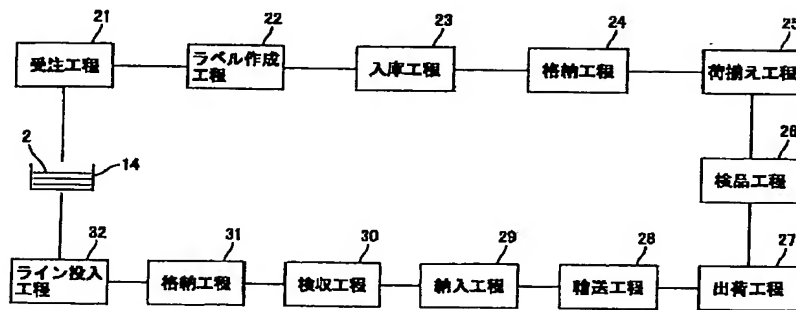 21
受注工程
22
ラベル作成
工程
23
入庫工程
24
格納工程
25
荷揃え工程
26
検品工程
27
出荷工程
28
輸送工程
29
納入工程
30
検収工程
31
格納工程
32
ライン投入
工程
2
14